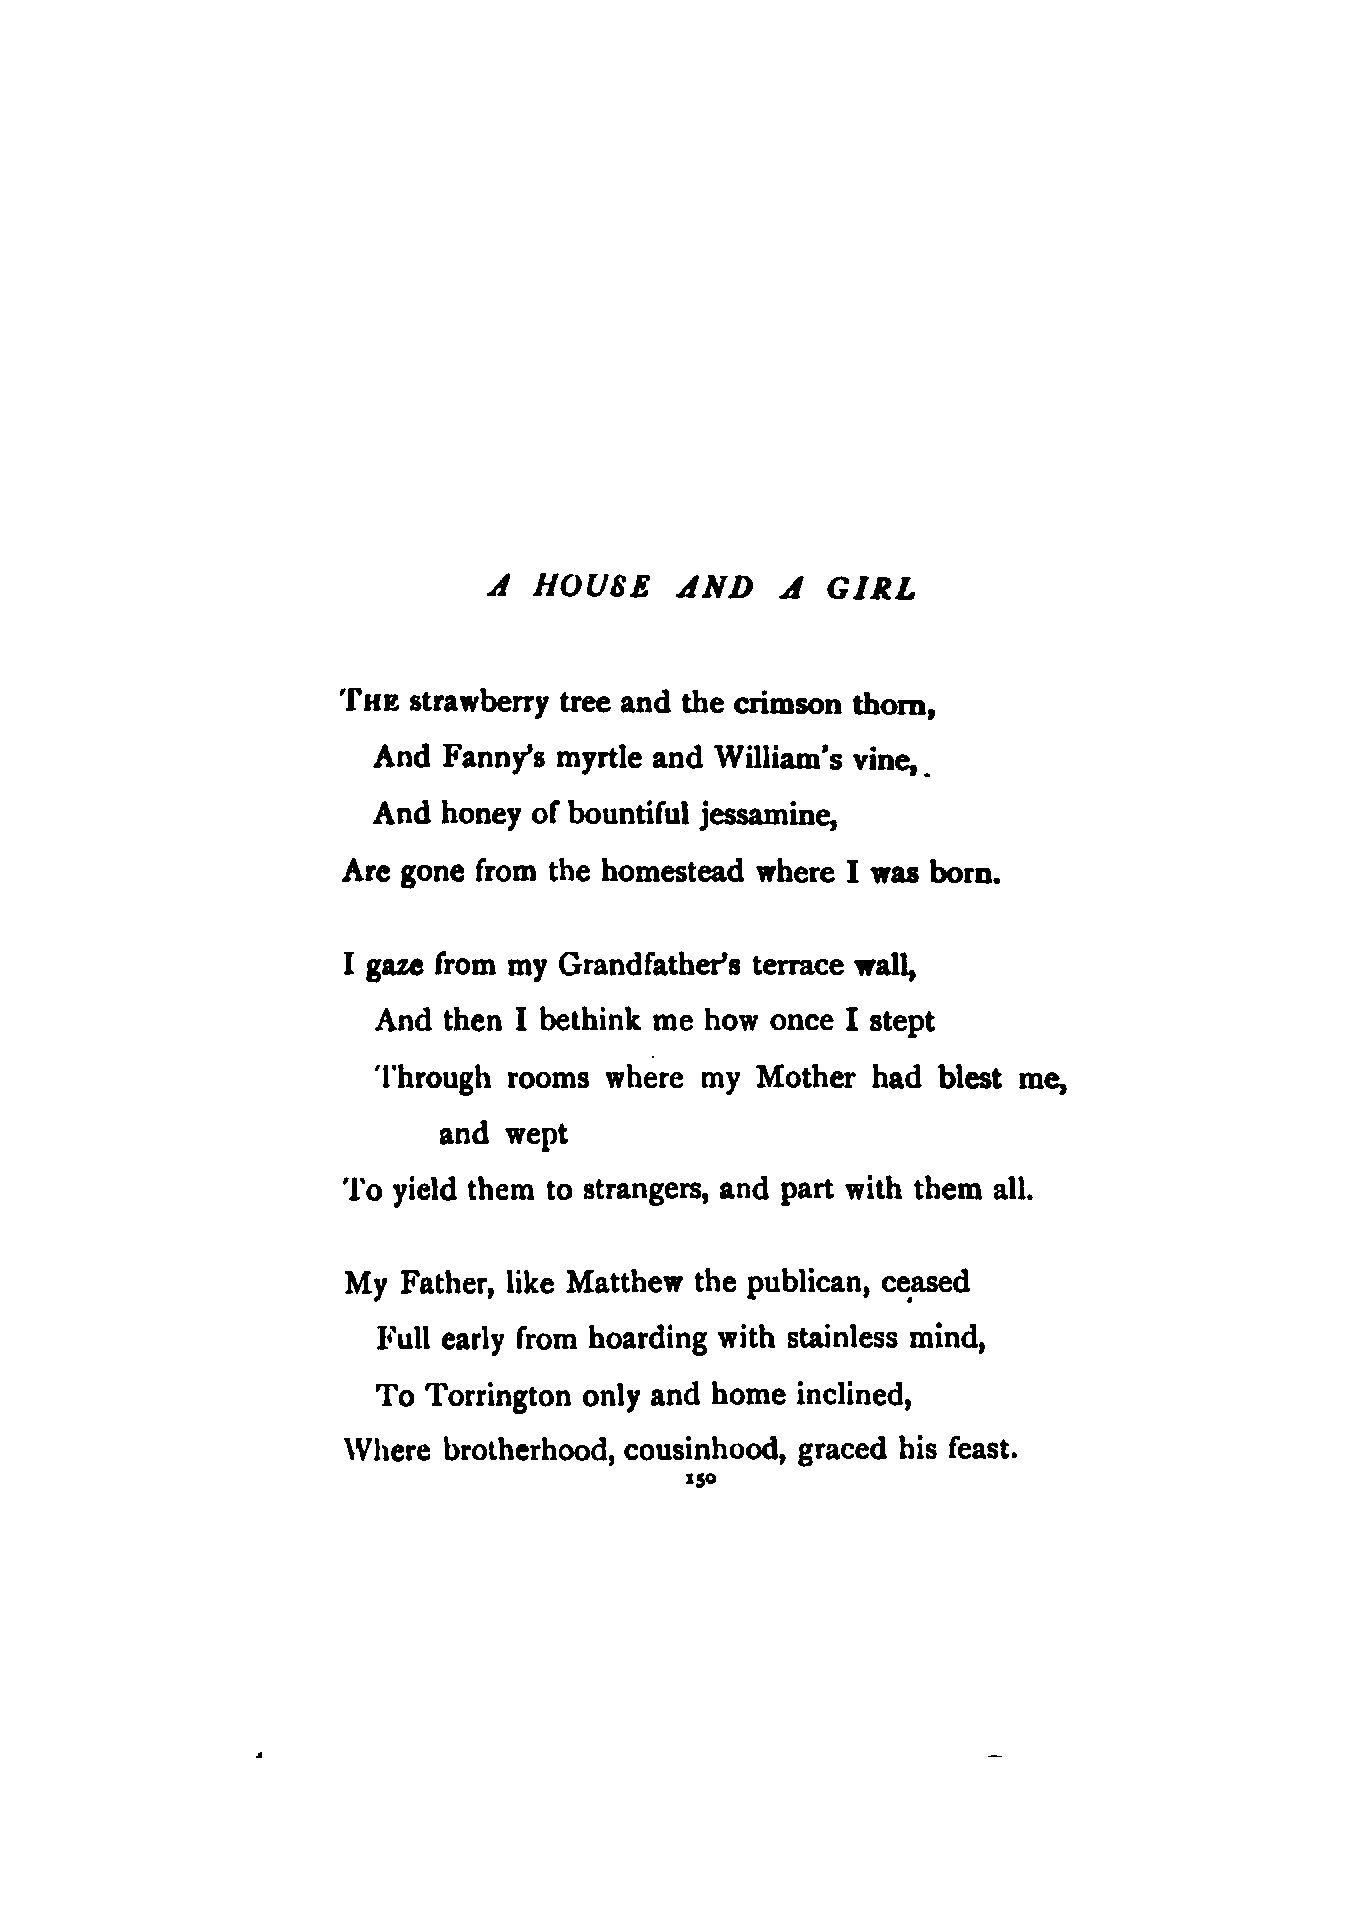 A HOUSE AND A GIRL
THE strawberry tree and the crimson thorn,
And Fanny's myrtle and William's vine,
And honey of bountiful jessamine,
Are gone from the homestead where I was born.
I gaze from my Grandfather's terrace wall,
And then I bethink me how once I stept
Through rooms where my Mother had blest me,
and wept
To yield them to strangers, and part with them all.
My Father, like Matthew the publican, ceased
Full early from hoarding with stainless mind,
To Torrington only and home inclined,
Where brotherhood, cousinhood, graced his feast.
150